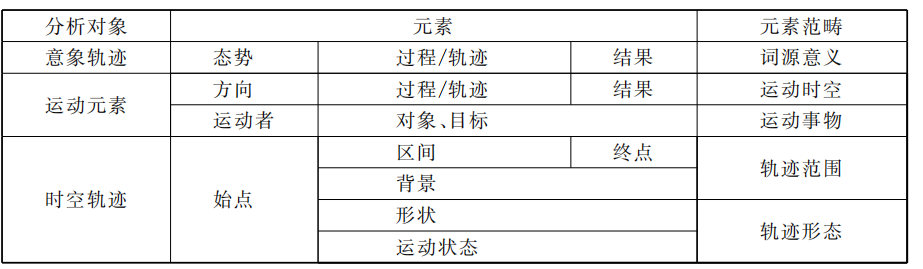 分析对象 元素 元素范畴
意象轨迹 态势 过程/轨迹 结果 词源意义
运动元素 方向 过程/轨迹 结果 运动时空
运动者 对象、目标 运动事物
时空轨迹 始点 区间 终点 轨迹范围
背景
形状 轨迹形态
运动状态